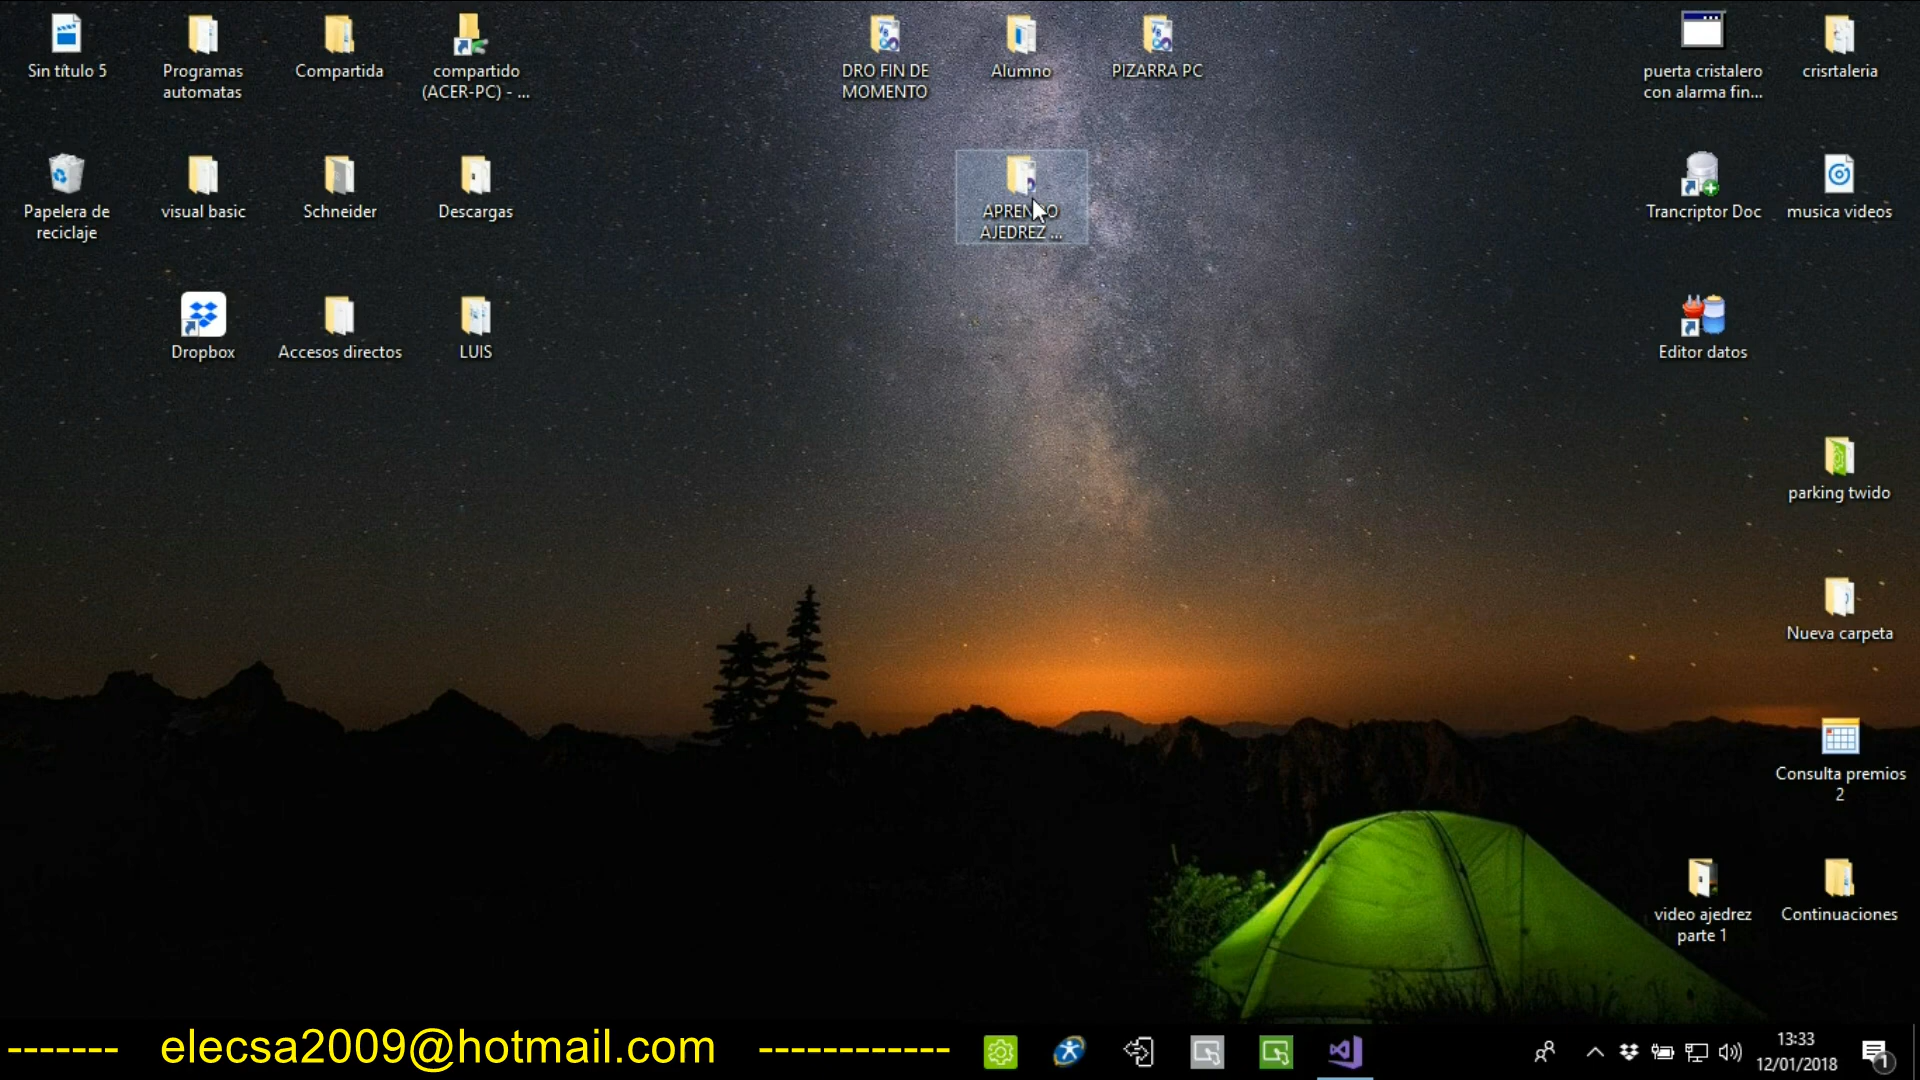 Sin título 5
Programas
automatas
Compartida
compartido
(ACER-PC) - ...
DRO FIN DE
MOMENTO
Alumno
PIZARRA PC
puerta cristalero
con alarma fin...
crisrtaleria
Papelera de
reciclaje
visual basic
Schneider
Descargas
AJEDREZ ...
Trancriptor Doc
musica videos
Dropbox
Accesos directos
LUIS
Editor datos
parking twido
Nueva carpeta
Consulta premios
2
video ajedrez
parte 1
Continuaciones
------- elecsa2009@hotmail.com ------------
13:33
12/01/2018
1